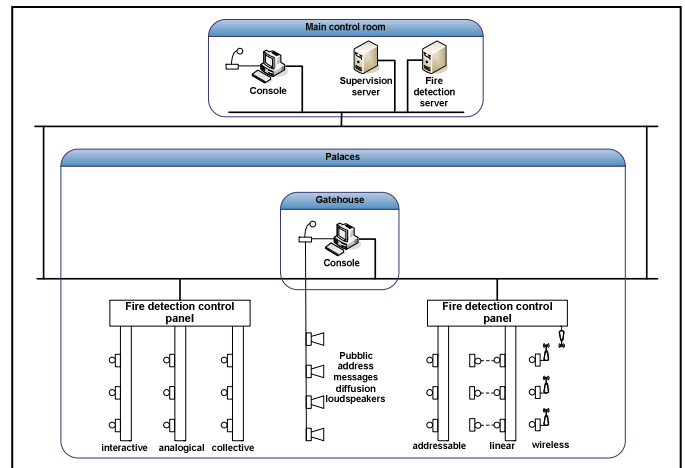 Main control room
Console
Supervision
server
Fire
detection
server
Palaces
Gatehouse
Console
Fire detection control
panel
Fire detection control
panel
Pubblic
address
messages
diffusion
loudspeakers
interactive
analogical
collective
addressable
linear
wireless